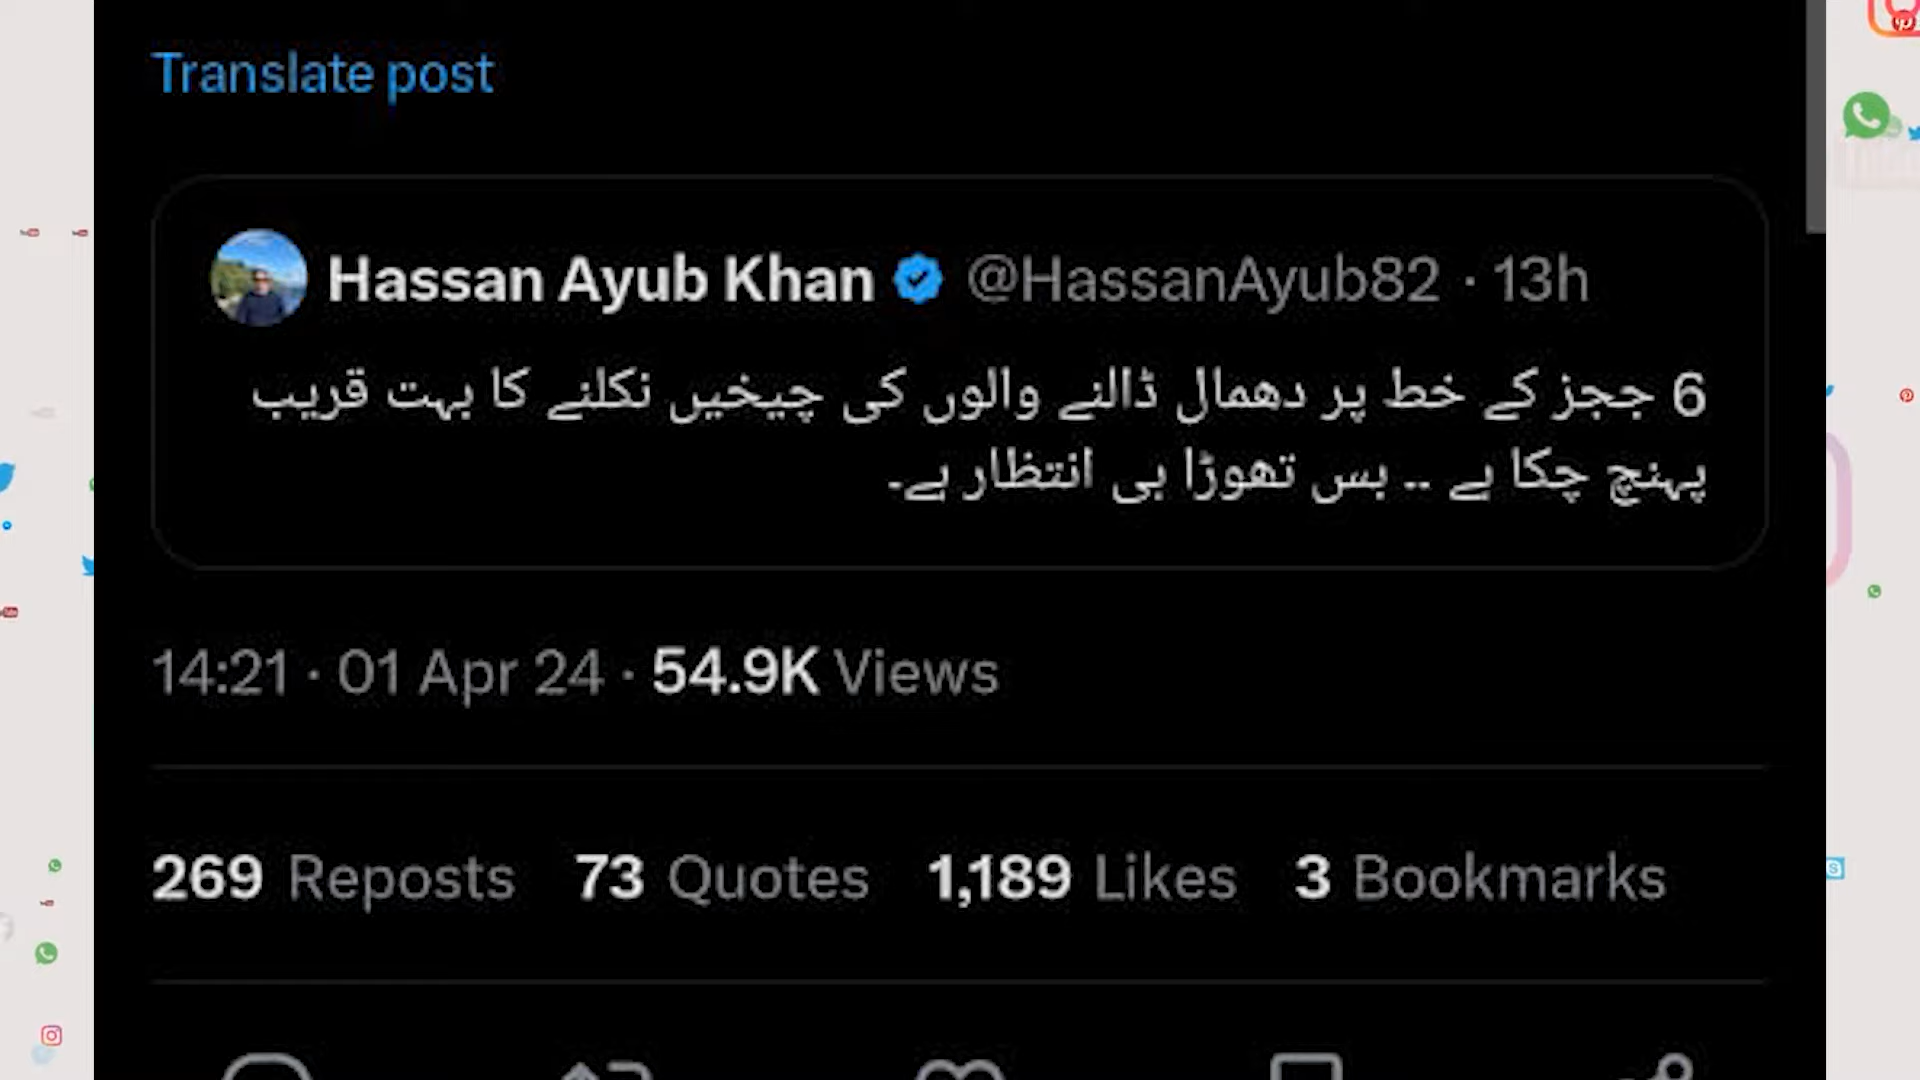 Translate post
Hassan Ayub Khan @HassanAyub82 · 13h
6 ججز کے خط پر دھمال ڈالنے والوں کی چیخیں نکلنے کا بہت قریب
پہنچ چکا ہے .. بس تھوڑا ہی انتظار ہے۔
14:21 · 01 Apr 24 · 54.9K Views
269 Reposts 73 Quotes 1,189 Likes 3 Bookmarks